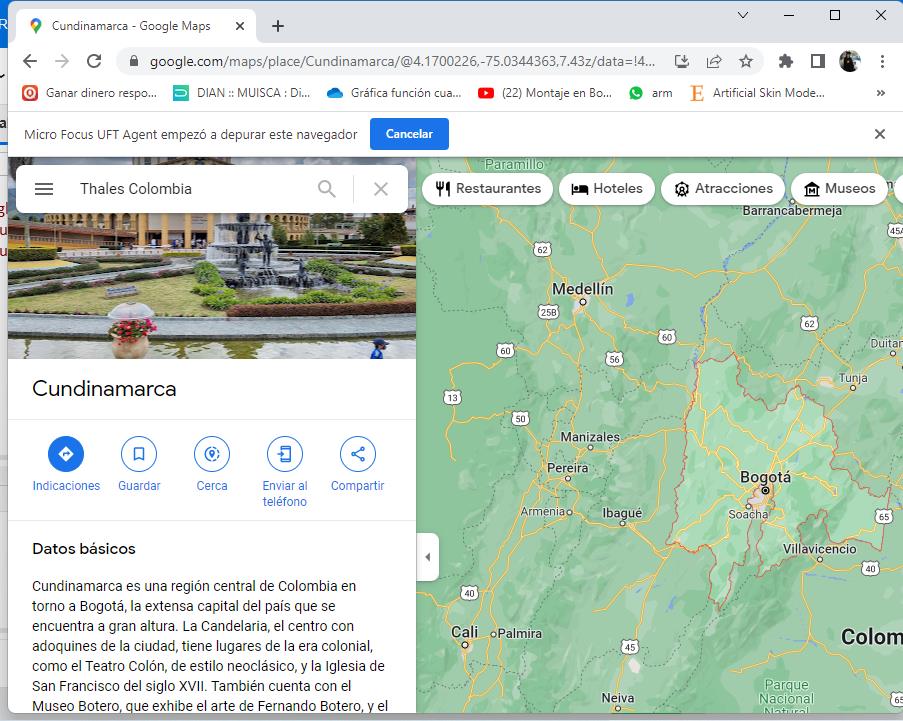 Cundinamarca - Google Maps
google.com/maps/place/Cundinamarca/@4.1700226,-75.0344363,7.43z/data=!4...
Ganar dinero respo...
DIAN :: MUISCA : Di...
Gráfica función cua...
(22) Montaje en Bo...
arm
Artificial Skin Mode...
»
Micro Focus UFT Agent empezó a depurar este navegador
Cancelar
Thales Colombia
Restaurantes
Hoteles
Atracciones
Museos
Cundinamarca
Indicaciones
Guardar
Cerca
Enviar al
teléfono
Compartir
Datos básicos
Cundinamarca es una región central de Colombia en
torno a Bogotá, la extensa capital del país que se
encuentra a gran altura. La Candelaria, el centro con
adoquines de la ciudad, tiene lugares de la era colonial,
como el Teatro Colón, de estilo neoclásico, y la Iglesia de
San Francisco del siglo XVII. También cuenta con el
Museo Botero, que exhibe el arte de Fernando Botero, y el
Paramillo
Barrancabermeja
45A
62
Medellín
25B
62
60
60
56
Duitan
Tunja
13
50
Manizales
Pereira
Bogotá
Armenia
Ibagué
Soacha
65
Villavicencio
40
40
Cali
Palmira
45
Colom
Neiva
Parque
Nacional
Natural
65